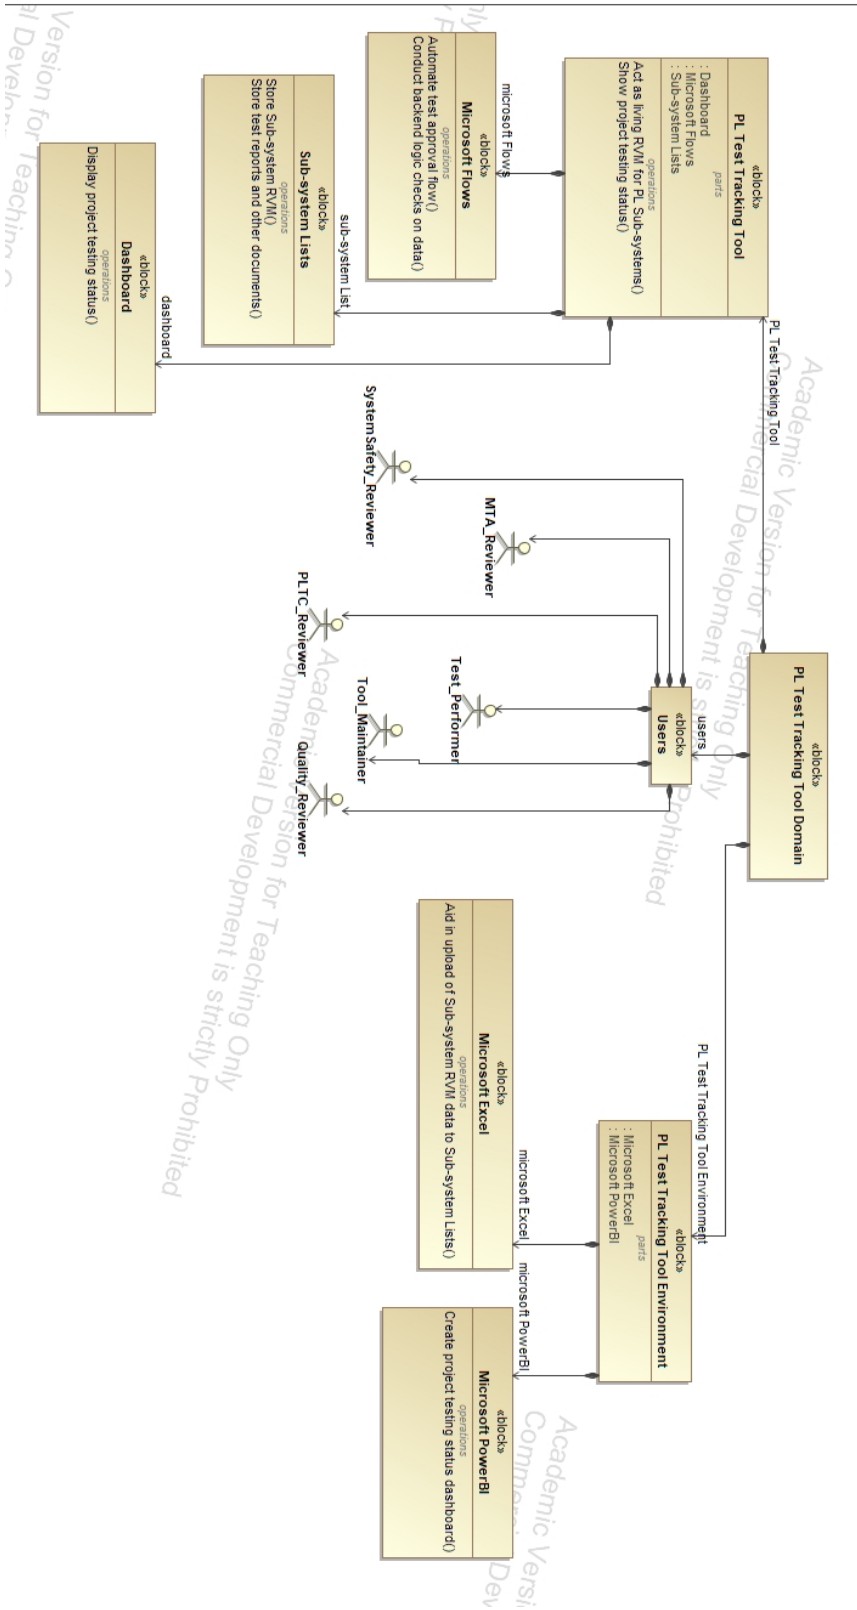 «block»
PL Test Tracking Tool Domain
PL Test Tracking Tool
users
PL Test Tracking Tool Environment
«block»
PL Test Tracking Tool
parts
: Dashboard
: Microsoft Flows
: Sub-system Lists
operations
Act as living RVM for PL Sub-systems()
Show project testing status()
«block»
Users
«block»
PL Test Tracking Tool Environment
parts
: Microsoft Excel
: Microsoft PowerBI
microsoft Flows
sub-system List
dashboard
microsoft Excel
microsoft PowerBI
«block»
Microsoft Flows
operations
Automate test approval flow()
Conduct backend logic checks on data()
«block»
Sub-system Lists
operations
Store Sub-system RVM()
Store test reports and other documents()
«block»
Dashboard
operations
Display project testing status()
SystemSafety_Reviewer
MTA_Reviewer
PLTC_Reviewer
Test_Performer
Tool_Maintainer
Quality_Reviewer
«block»
Microsoft Excel
operations
Aid in upload of Sub-system RVM data to Sub-system Lists()
«block»
Microsoft PowerBI
operations
Create project testing status dashboard()
Academic Version for Teaching Only
Commercial Development is strictly Prohibited
Academic Version for Teaching Only
Commercial Development is strictly Prohibited
Version for Teaching